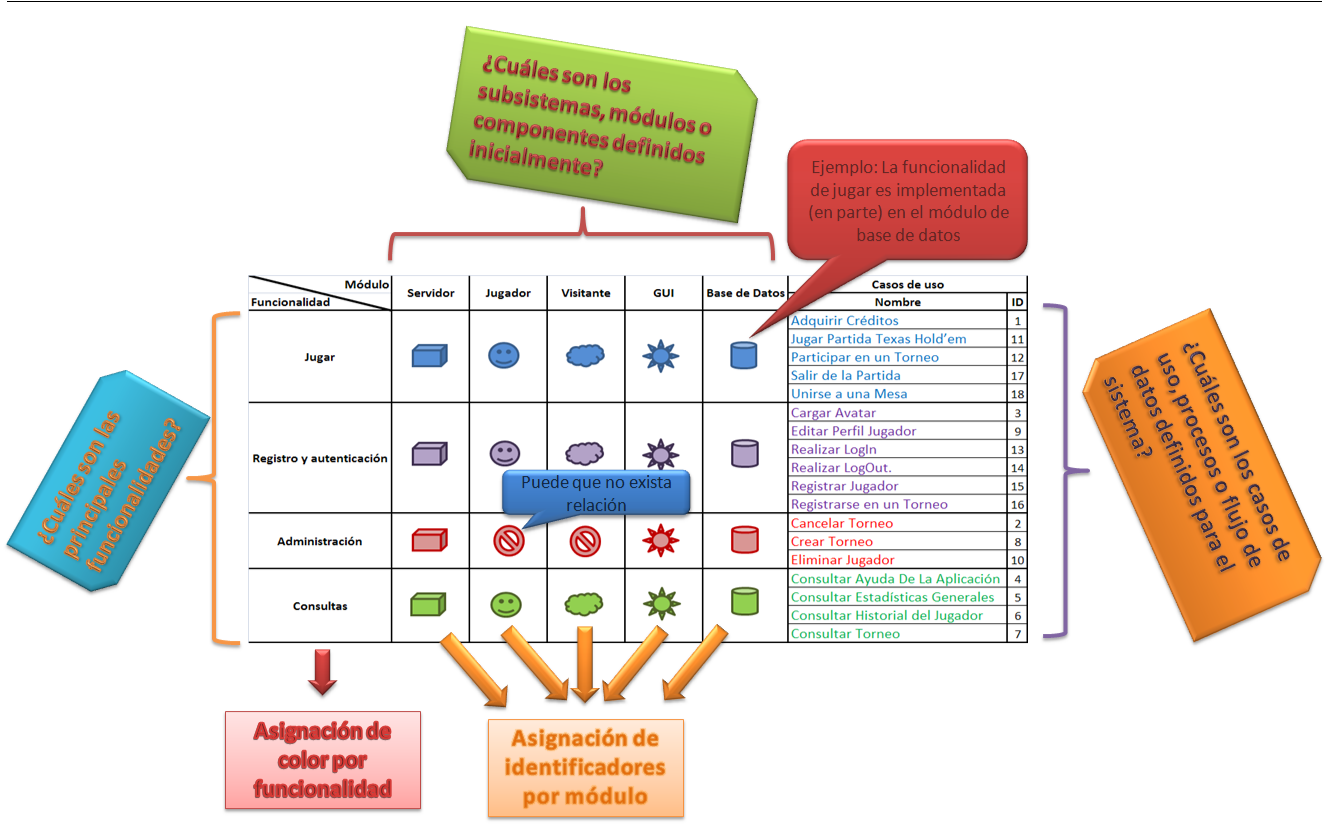 ¿Cuáles son los
subsistemas, módulos o
componentes definidos
inicialmente?
Ejemplo: La funcionalidad
de jugar es implementada
(en parte) en el módulo de
base de datos
Módulo
Funcionalidad
Servidor
Jugador
Visitante
GUI
Base de Datos
Casos de uso
Nombre
ID
Jugar
Adquirir Créditos 1
Jugar Partida Texas Hold’em 11
Participar en un Torneo 12
Salir de la Partida 17
Unirse a una Mesa 18
Registro y autenticación
Cargar Avatar 3
Editar Perfil Jugador 9
Realizar LogIn 13
Realizar LogOut. 14
Registrar Jugador 15
Registrarse en un Torneo 16
Puede que no exista
relación
Administración
Cancelar Torneo 2
Crear Torneo 8
Eliminar Jugador 10
Consultas
Consultar Ayuda De La Aplicación 4
Consultar Estadísticas Generales 5
Consultar Historial del Jugador 6
Consultar Torneo 7
¿Cuáles son las
principales
funcionalidades?
¿Cuáles son los casos de
uso, procesos o flujo de
datos definidos para el
sistema?
Asignación de
color por
funcionalidad
Asignación de
identificadores
por módulo